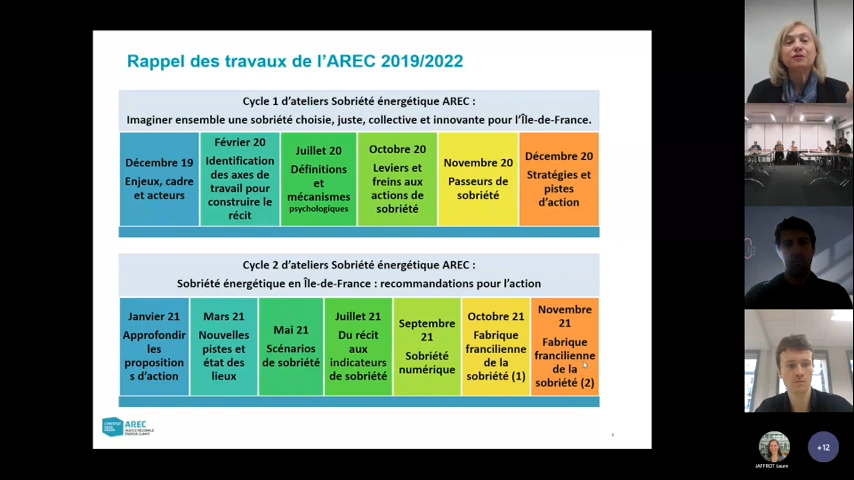 Rappel des travaux de l’AREC 2019/2022
Cycle 1 d’ateliers Sobriété énergétique AREC :
Imaginer ensemble une sobriété choisie, juste, collective et innovante pour l’Île-de-France.
Décembre 19
Enjeux, cadre
et acteurs
Février 20
Identification
des axes de
travail pour
construire le
récit
Juillet 20
Définitions
et
mécanismes
psychologiques
Octobre 20
Leviers et
freins aux
actions de
sobriété
Novembre 20
Passeurs de
sobriété
Décembre 20
Stratégies et
pistes
d’action
Cycle 2 d’ateliers Sobriété énergétique AREC :
Sobriété énergétique en Île-de-France : recommandations pour l’action
Janvier 21
Approfondir
les
proposition
s d’action
Mars 21
Nouvelles
pistes et
état des
lieux
Mai 21
Scénarios
de sobriété
Juillet 21
Du récit
aux
indicateurs
de sobriété
Septembre
21
Sobriété
numérique
Octobre 21
Fabrique
francilienne
de la
sobriété (1)
Novembre
21
Fabrique
francilienne
de la
sobriété (2)
AREC
JAFFROT Laure
+12